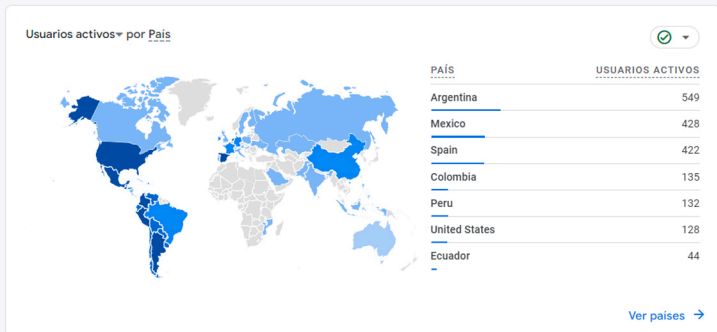 Usuarios activos por País
PAÍS USUARIOS ACTIVOS
Argentina 549
Mexico 428
Spain 422
Colombia 135
Peru 132
United States 128
Ecuador 44
Ver países